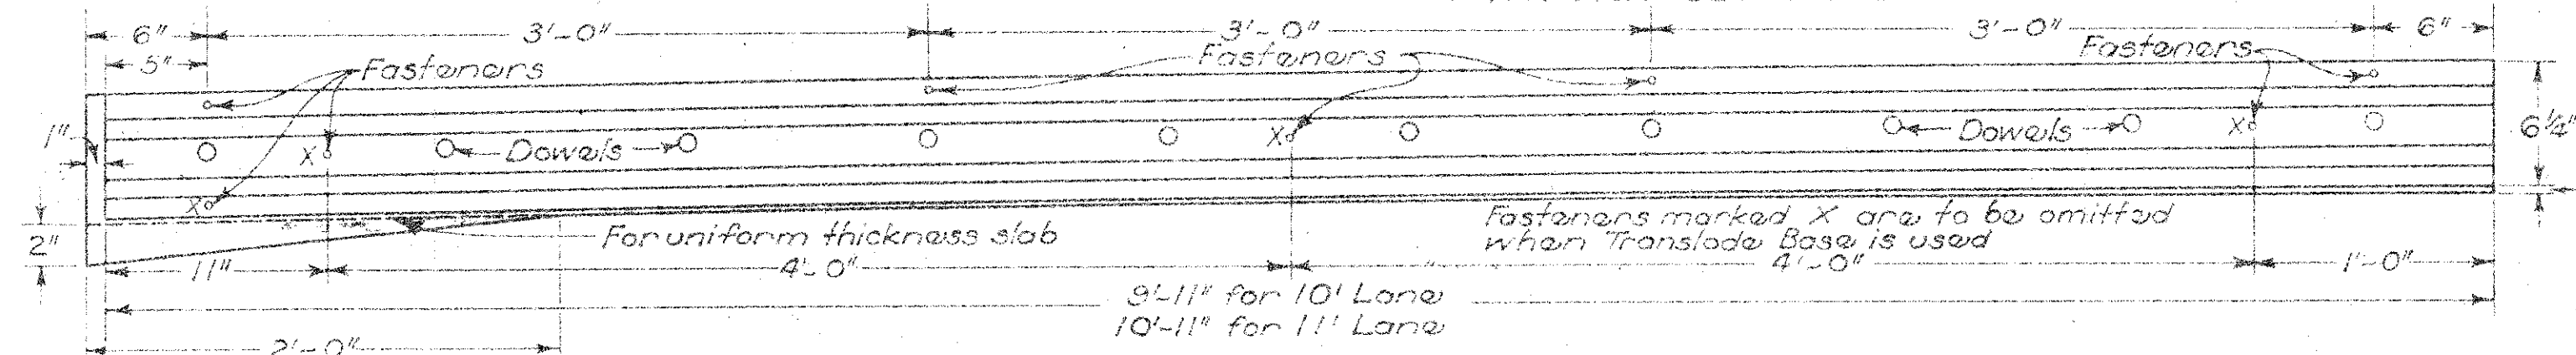 6" 3'-0" 3'-0" 3'-0" 6"
5" Fasteners Fasteners Fasteners
1" X Dowels X Dowels X 6¼"
X
2" For uniform thickness slab
Fasteners marked X are to be omitted
when Translode Base is used
11" 4'-0" 4'-0" 1'-0"
9'-11" for 10' Lane
10'-11" for 11' Lane
2'-0"